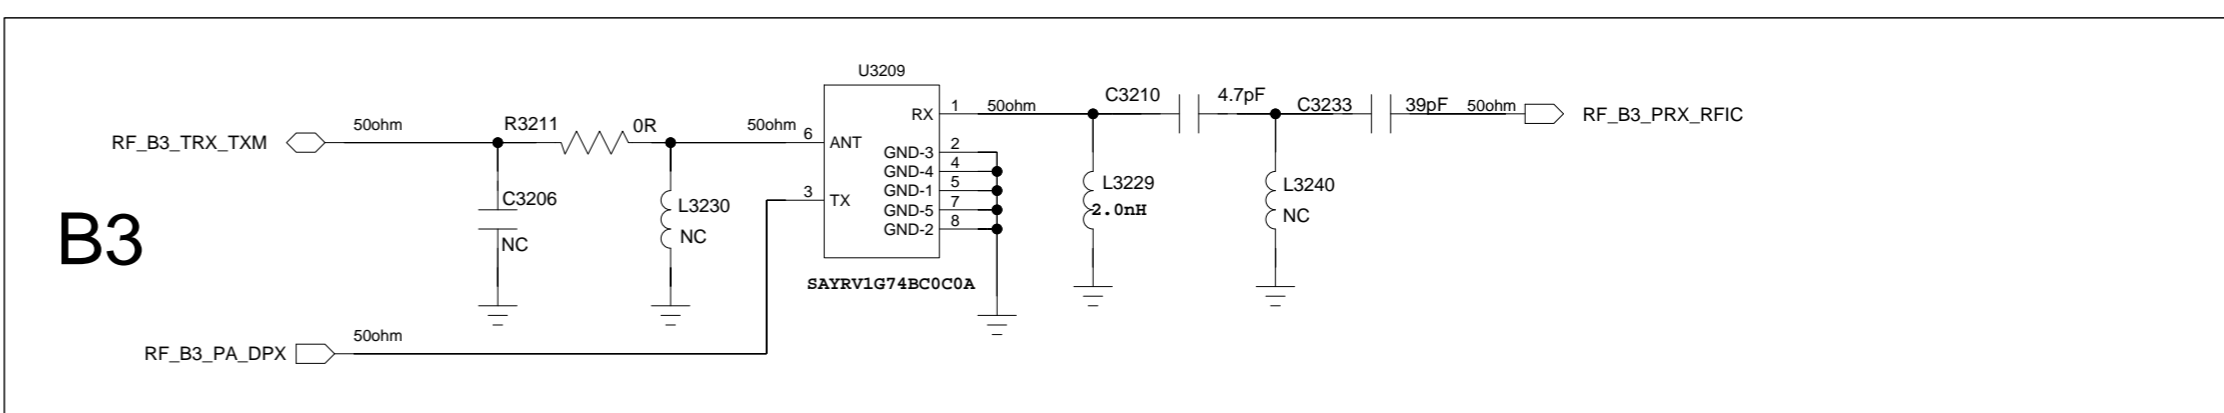 U3209
C3210
4.7pF
C3233
39pF
50ohm
RF_B3_PRX_RFIC
RX
1
50ohm
RF_B3_TRX_TXM
50ohm
R3211
0R
50ohm
6
ANT
GND-3
2
GND-4
4
GND-1
5
GND-5
7
GND-2
8
3
TX
C3206
NC
L3230
NC
L3229
2.0nH
L3240
NC
B3
SAYRV1G74BC0C0A
RF_B3_PA_DPX
50ohm